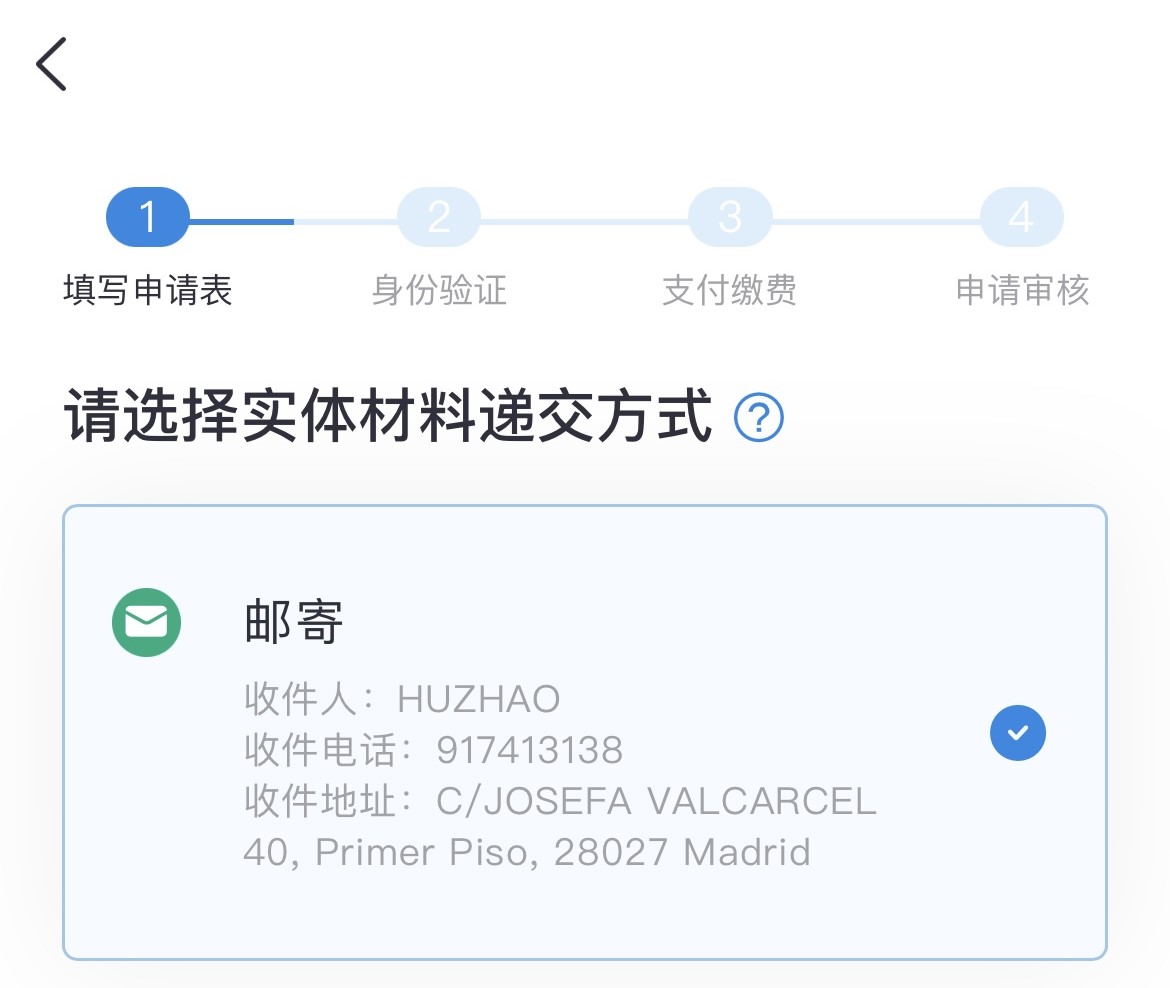 1
2
3
4
填写申请表
身份验证
支付缴费
申请审核
请选择实体材料递交方式 ?
邮寄
收件人：HUZHAO
收件电话：917413138
收件地址：C/JOSEFA VALCARCEL
40, Primer Piso, 28027 Madrid